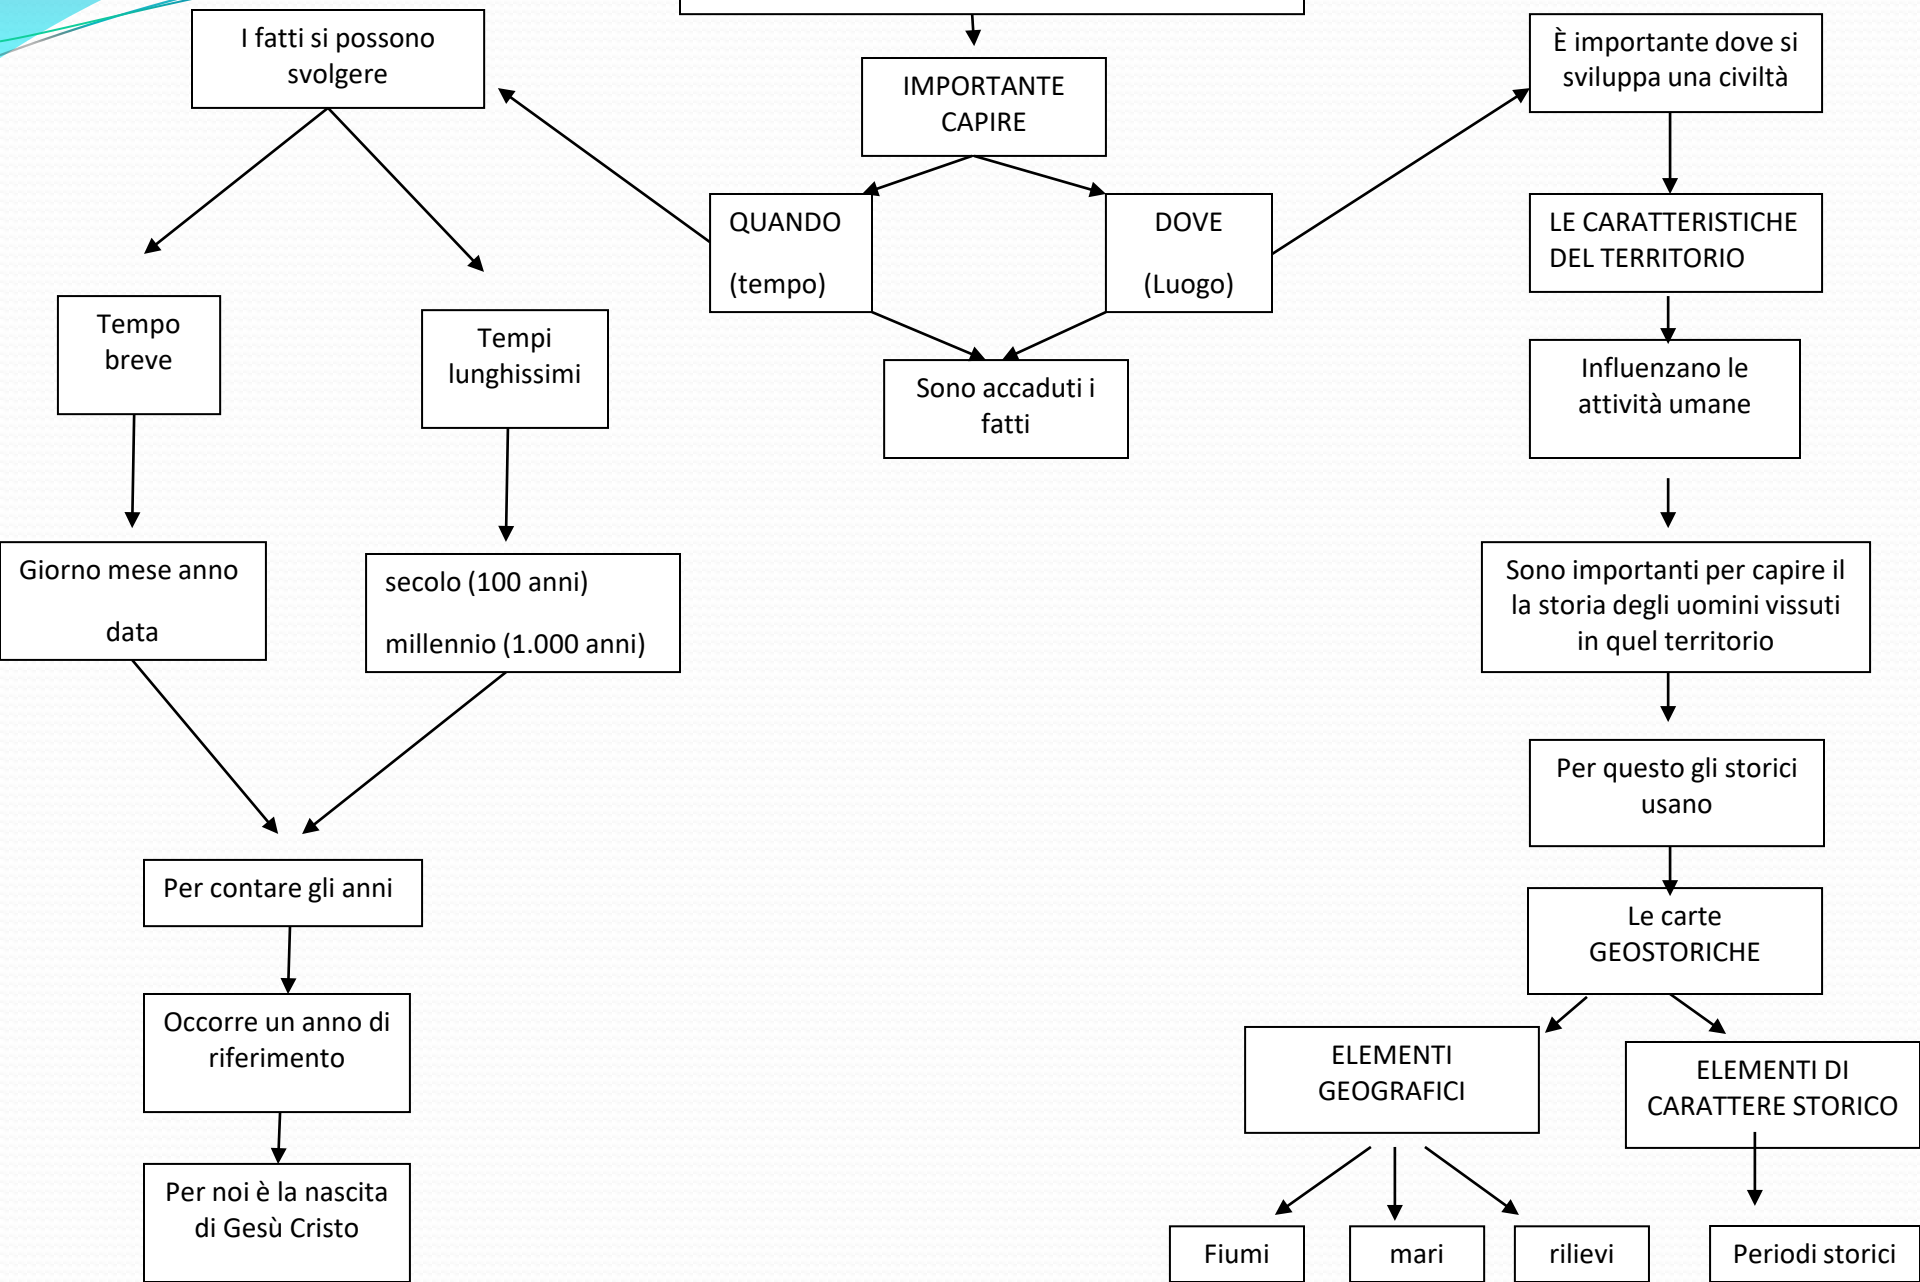 I fatti si possono
svolgere
IMPORTANTE
CAPIRE
È importante dove si
sviluppa una civiltà
QUANDO
(tempo)
DOVE
(Luogo)
LE CARATTERISTICHE
DEL TERRITORIO
Tempo
breve
Tempi
lunghissimi
Sono accaduti i
fatti
Influenzano le
attività umane
Giorno mese anno
data
secolo (100 anni)
millennio (1.000 anni)
Sono importanti per capire il
la storia degli uomini vissuti
in quel territorio
Per questo gli storici
usano
Per contare gli anni
Le carte
GEOSTORICHE
Occorre un anno di
riferimento
ELEMENTI
GEOGRAFICI
ELEMENTI DI
CARATTERE STORICO
Per noi è la nascita
di Gesù Cristo
Fiumi
mari
rilievi
Periodi storici